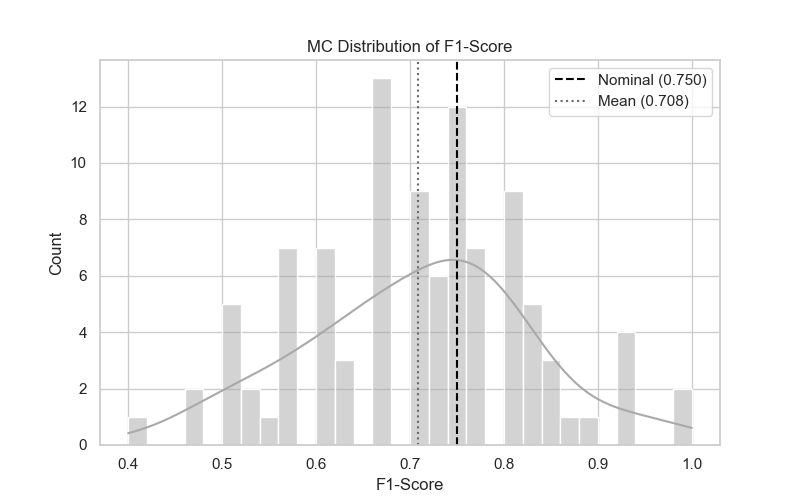 MC Distribution of F1-Score
Nominal (0.750)
Mean (0.708)
Count
12
10
8
6
4
2
0
0.4 0.5 0.6 0.7 0.8 0.9 1.0
F1-Score